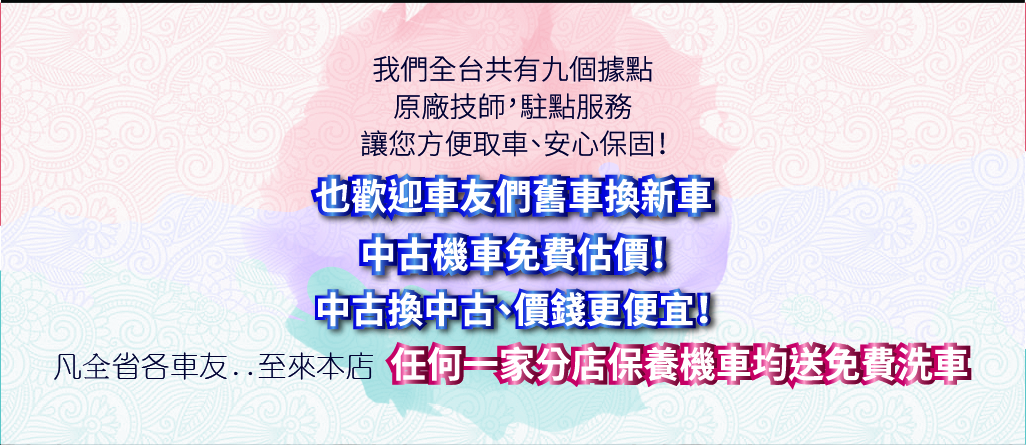 我們全台共有九個據點
原廠技師，駐點服務
讓您方便取車、安心保固！
也歡迎車友們舊車換新車
中古機車免費估價！
中古換中古、價錢更便宜！
凡全省各車友..至來本店 任何一家分店保養機車均送免費洗車